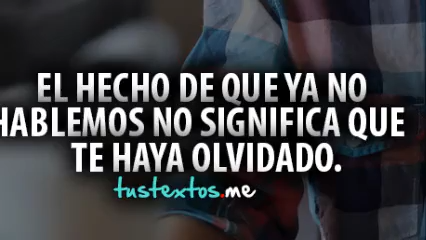 EL HECHO DE QUE YA NO
HABLEMOS NO SIGNIFICA QUE
TE HAYA OLVIDADO.
tustextos.me